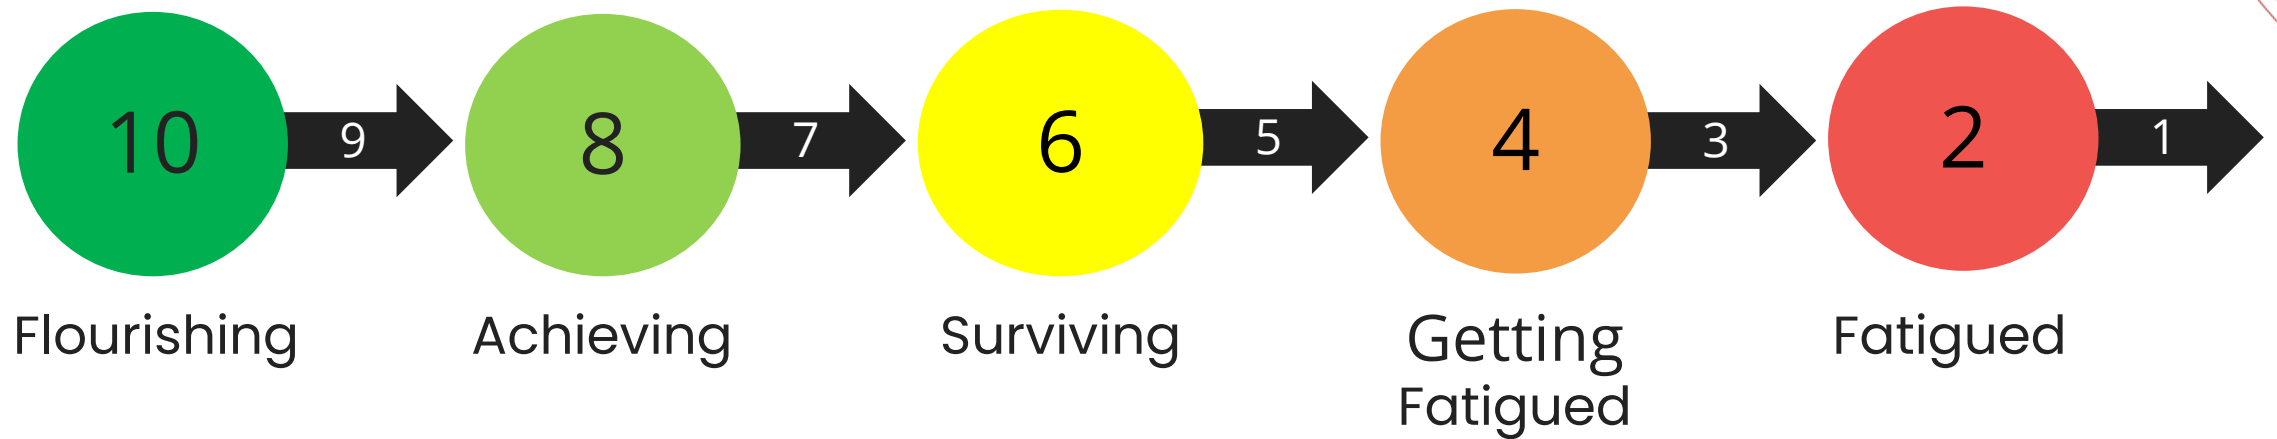 10 9 8 7 6 5 4 3 2 1
Flourishing Achieving Surviving Getting Fatigued
Fatigued